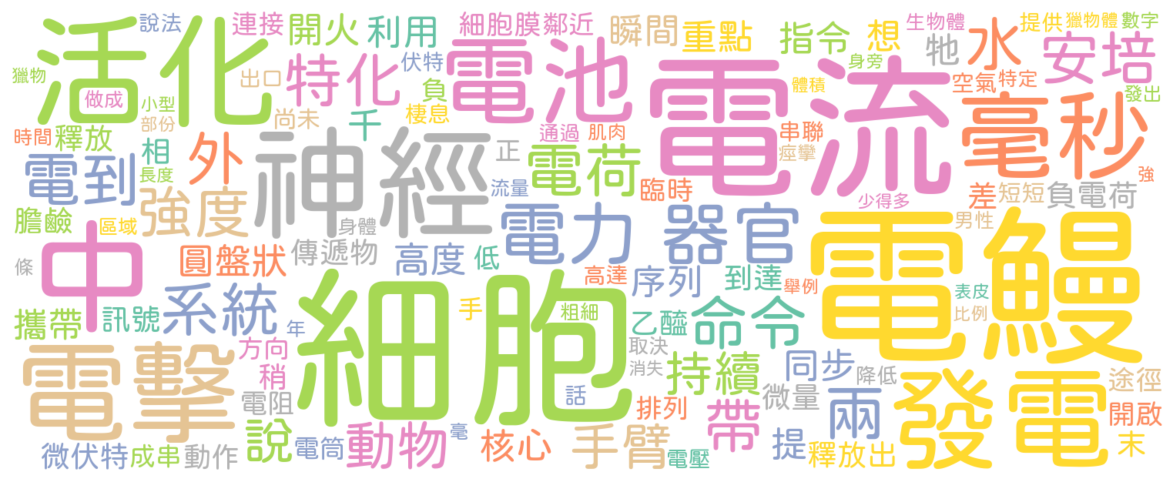 說法 連接 開火 利用 細胞膜 鄰近 瞬間 重點 指令 想 生物體 提供 獵物體 數字
獵物 活化 出口 特化 伏特 電池 電流 身旁 牠 水 安培
做成 小型 負 體積 空氣 特定 發出
部份 尚未 千 棲息 毫秒
時間 釋放 相 外 神經 正 通過 肌肉 電荷 串聯 痙攣
電到 長度 強度 流量 臨時 少得多 差 短短 負電荷 強
膽鹼 區域 身體 電力 器官 男性 電鰻
條 中 圓盤狀 傳遞物 高度 低 高達 序列 到達 舉例 表皮
攜帶 訊號 系統 年 細胞 手 粗細 乙醯 命令 比例
電擊 方向 稍 取決 消失 持續 同步 降低 發電 途徑
電阻 話 排列 帶 微量 兩 開啟
微伏特 成串 動作 說 電筒 動物 毫 核心 手臂 電壓 提 釋放出 末